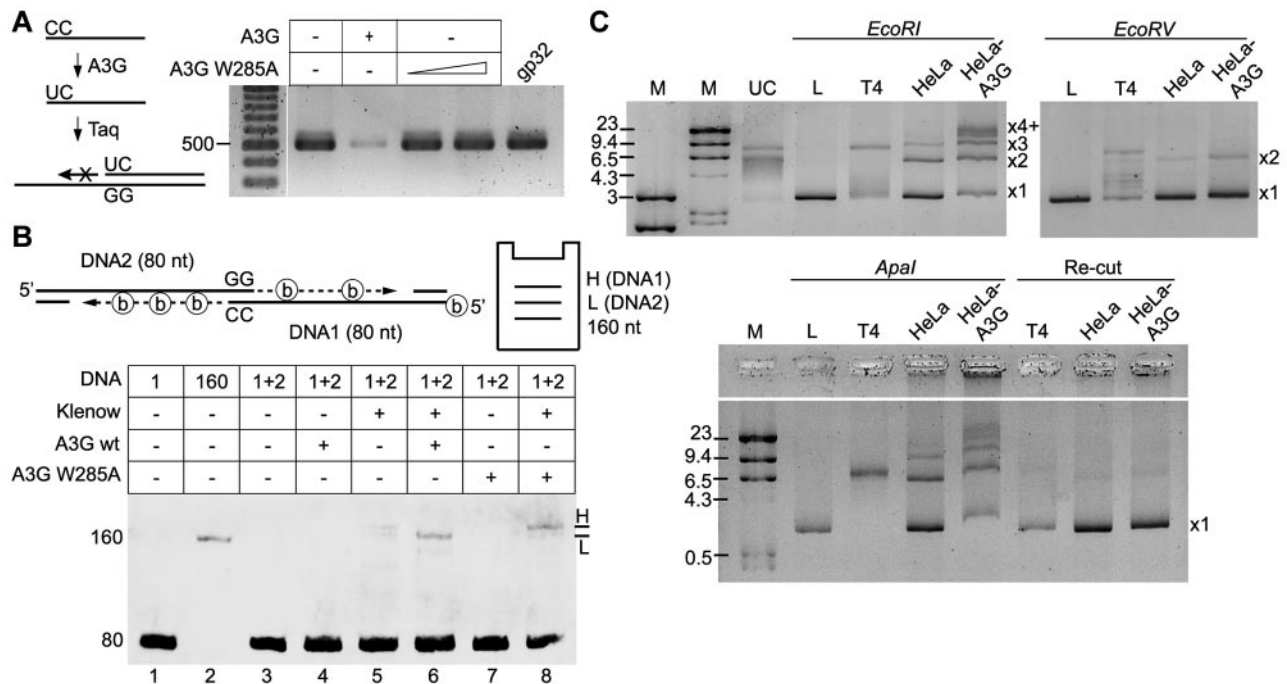 A
CC
A3G
UC
Taq
X
UC
GG
A3G - + -
A3G W285A - -
gp32
500
B
DNA2 (80 nt)
GG
5'
b b
b b b
b 5'
CC
DNA1 (80 nt)
H (DNA1)
L (DNA2)
160 nt
DNA 1 160 1+2 1+2 1+2 1+2 1+2 1+2
Klenow - - - - + + - +
A3G wt - - - + - + - -
A3G W285A - - - - - - + +
160
H
L
80
1 2 3 4 5 6 7 8
C
EcoRI
M M UC L T4 HeLa HeLa-A3G
23
9.4
6.5
4.3
3
x4+
x3
x2
x1
EcoRV
L T4 HeLa HeLa-A3G
x2
x1
ApaI Re-cut
M L T4 HeLa HeLa-A3G T4 HeLa HeLa-A3G
23
9.4
6.5
4.3
0.5
x1